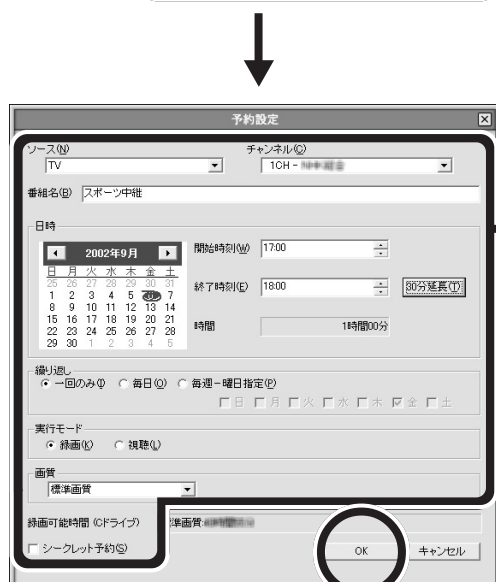 予約設定
ソース(N) チャンネル(C)
TV 1CH -
番組名(B) スポーツ中継
日時
2002年9月 開始時刻(W) 17:00
日 月 火 水 木 金 土
25 26 27 28 29 30 31
1 2 3 4 5 7
終了時刻(E) 18:00 30分延長(T)
8 9 10 11 12 13 14
15 16 17 18 19 20 21
時間 1時間00分
22 23 24 25 26 27 28
29 30 1 2 3 4 5
繰り返し
一回のみ(I) 毎日(O) 毎週-曜日指定(P)
日 月 火 水 木 金 土
実行モード
録画(K) 視聴(L)
画質
標準画質
録画可能時間 (Cドライブ) 準画質
シークレット予約(S) OK キャンセル